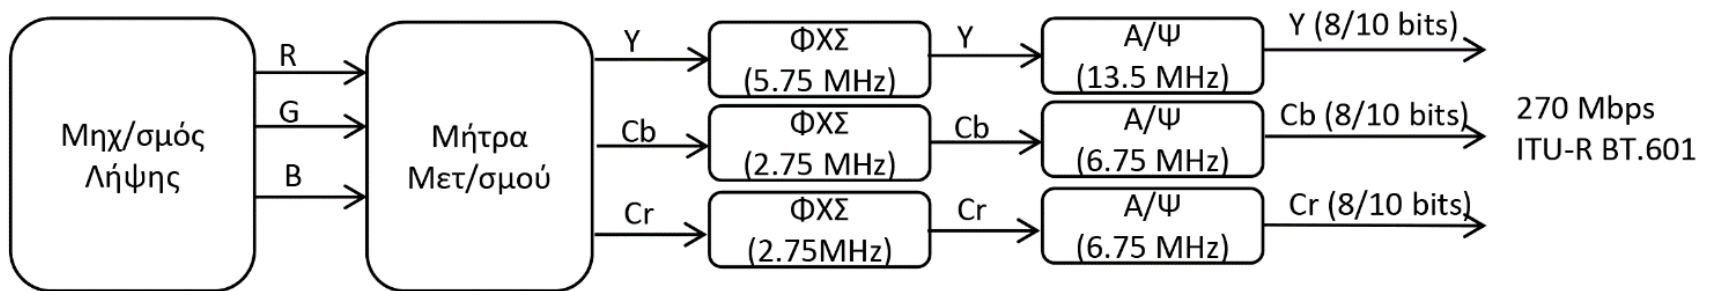 Μηχ/σμός
Λήψης
R
G
B
Μήτρα
Μετ/σμού
Y
ΦΧΣ
(5.75 MHz)
Y
Α/Ψ
(13.5 MHz)
Y (8/10 bits)
Cb
ΦΧΣ
(2.75 MHz)
Cb
Α/Ψ
(6.75 MHz)
Cb (8/10 bits)
Cr
ΦΧΣ
(2.75MHz)
Cr
Α/Ψ
(6.75 MHz)
Cr (8/10 bits)
270 Mbps
ITU-R BT.601